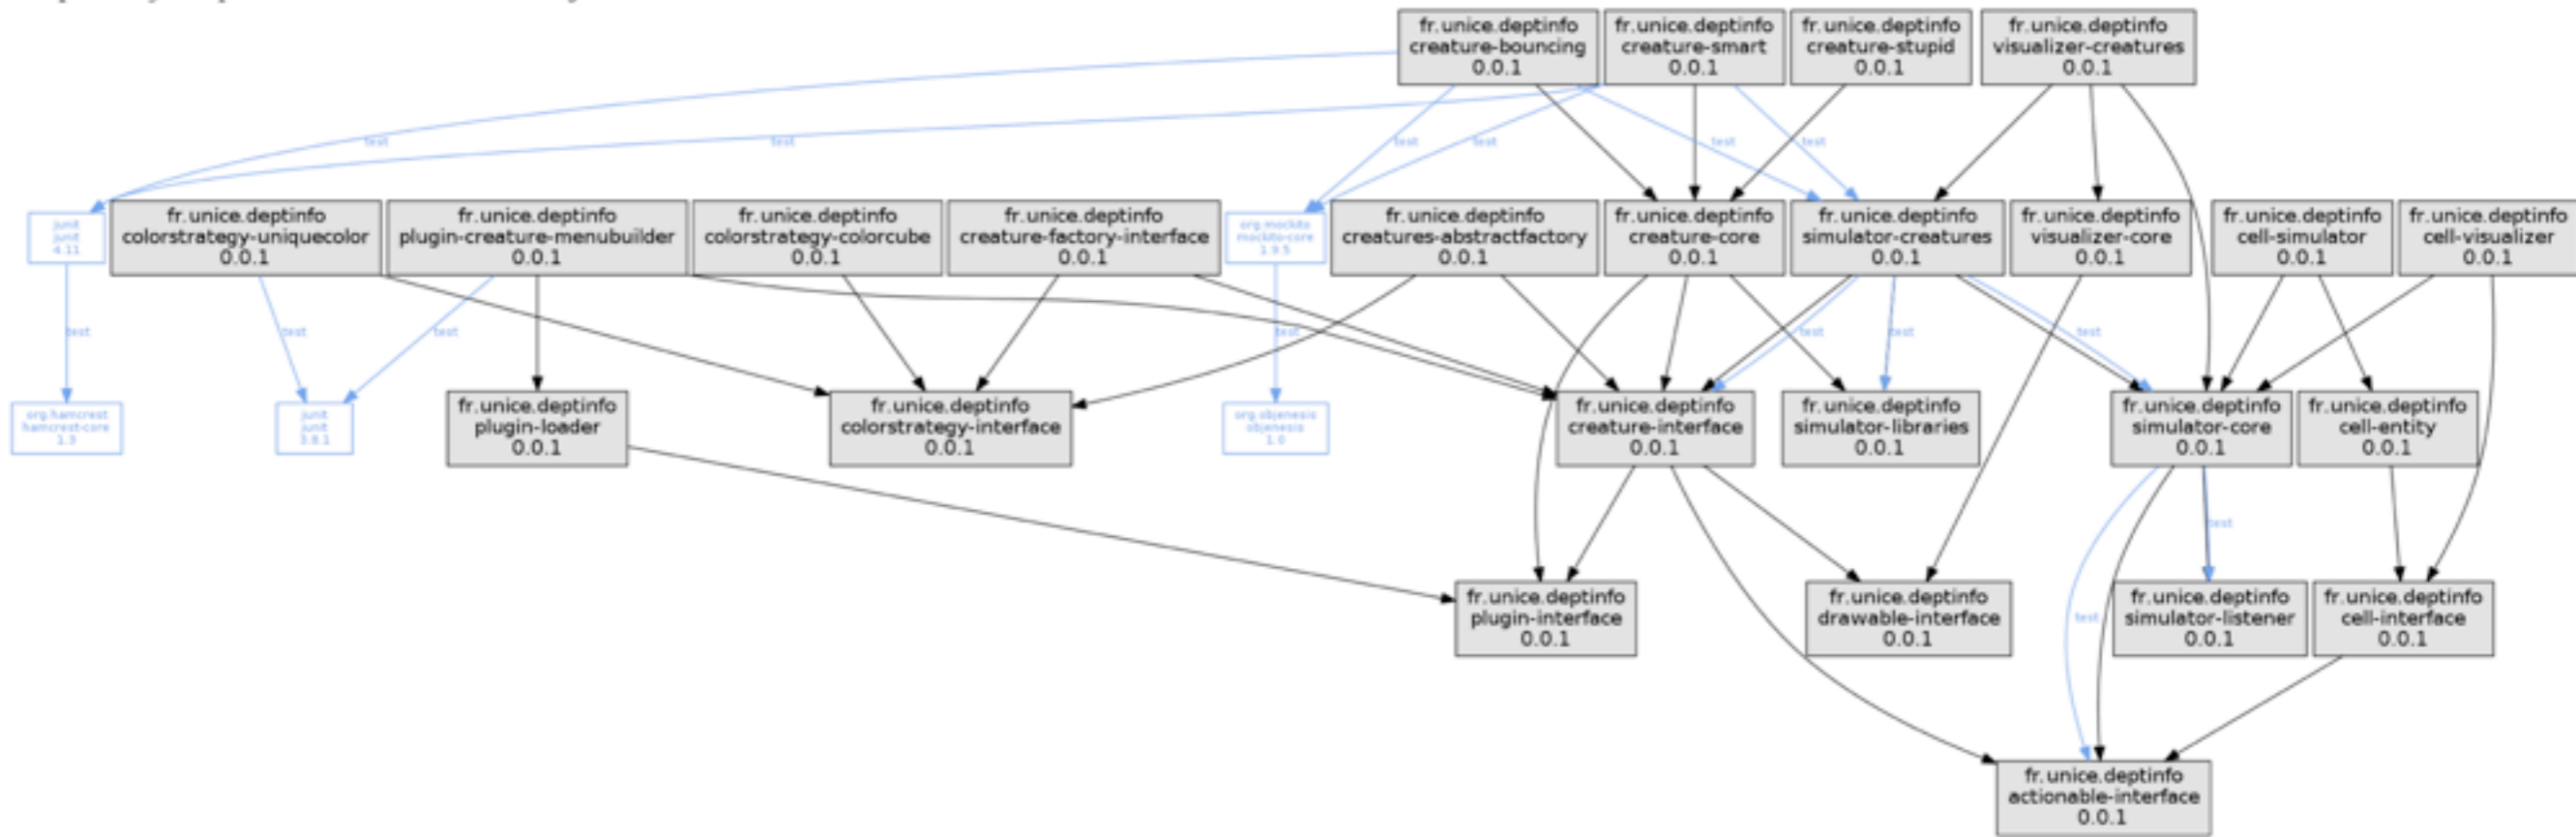 fr.unice.deptinfo
creature-bouncing
0.0.1
fr.unice.deptinfo
creature-smart
0.0.1
fr.unice.deptinfo
creature-stupid
0.0.1
fr.unice.deptinfo
visualizer-creatures
0.0.1
test
test
test
test
test
test
junit
junit
4.11
fr.unice.deptinfo
colorstrategy-uniquecolor
0.0.1
fr.unice.deptinfo
plugin-creature-menubuilder
0.0.1
fr.unice.deptinfo
colorstrategy-colorcube
0.0.1
fr.unice.deptinfo
creature-factory-interface
0.0.1
org.mockito
mockito-core
1.9.5
fr.unice.deptinfo
creatures-abstractfactory
0.0.1
fr.unice.deptinfo
creature-core
0.0.1
fr.unice.deptinfo
simulator-creatures
0.0.1
fr.unice.deptinfo
visualizer-core
0.0.1
fr.unice.deptinfo
cell-simulator
0.0.1
fr.unice.deptinfo
cell-visualizer
0.0.1
test
test
test
test
test
test
test
org.hamcrest
hamcrest-core
1.3
junit
junit
3.8.1
fr.unice.deptinfo
plugin-loader
0.0.1
fr.unice.deptinfo
colorstrategy-interface
0.0.1
org.objenesis
objenesis
1.0
fr.unice.deptinfo
creature-interface
0.0.1
fr.unice.deptinfo
simulator-libraries
0.0.1
fr.unice.deptinfo
simulator-core
0.0.1
fr.unice.deptinfo
cell-entity
0.0.1
test
fr.unice.deptinfo
plugin-interface
0.0.1
fr.unice.deptinfo
drawable-interface
0.0.1
test
fr.unice.deptinfo
simulator-listener
0.0.1
fr.unice.deptinfo
cell-interface
0.0.1
fr.unice.deptinfo
actionable-interface
0.0.1